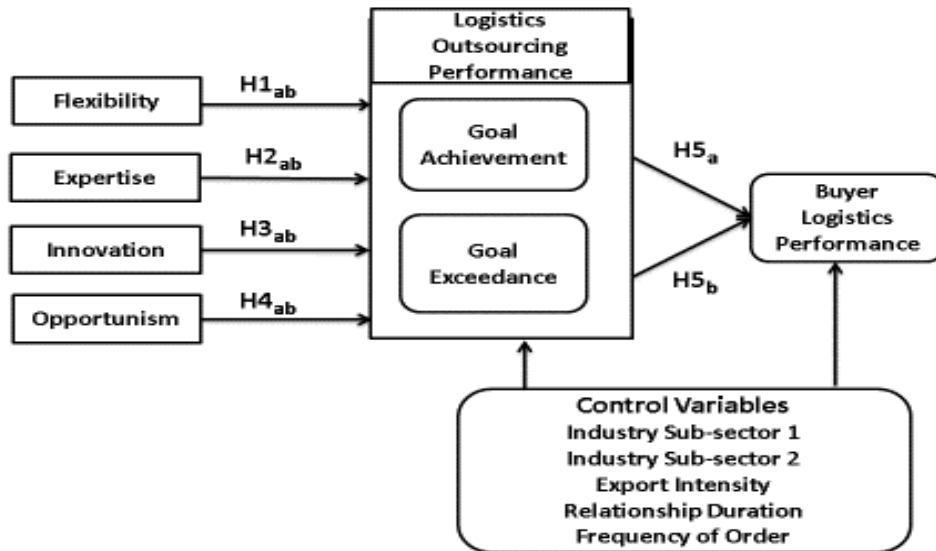 Logistics
Outsourcing
Performance
Flexibility
H1ab
Goal
Achievement
Expertise
H2ab
H5a
Buyer
Logistics
Performance
Innovation
H3ab
Goal
Exceedance
H5b
Opportunism
H4ab
Control Variables
Industry Sub-sector 1
Industry Sub-sector 2
Export Intensity
Relationship Duration
Frequency of Order